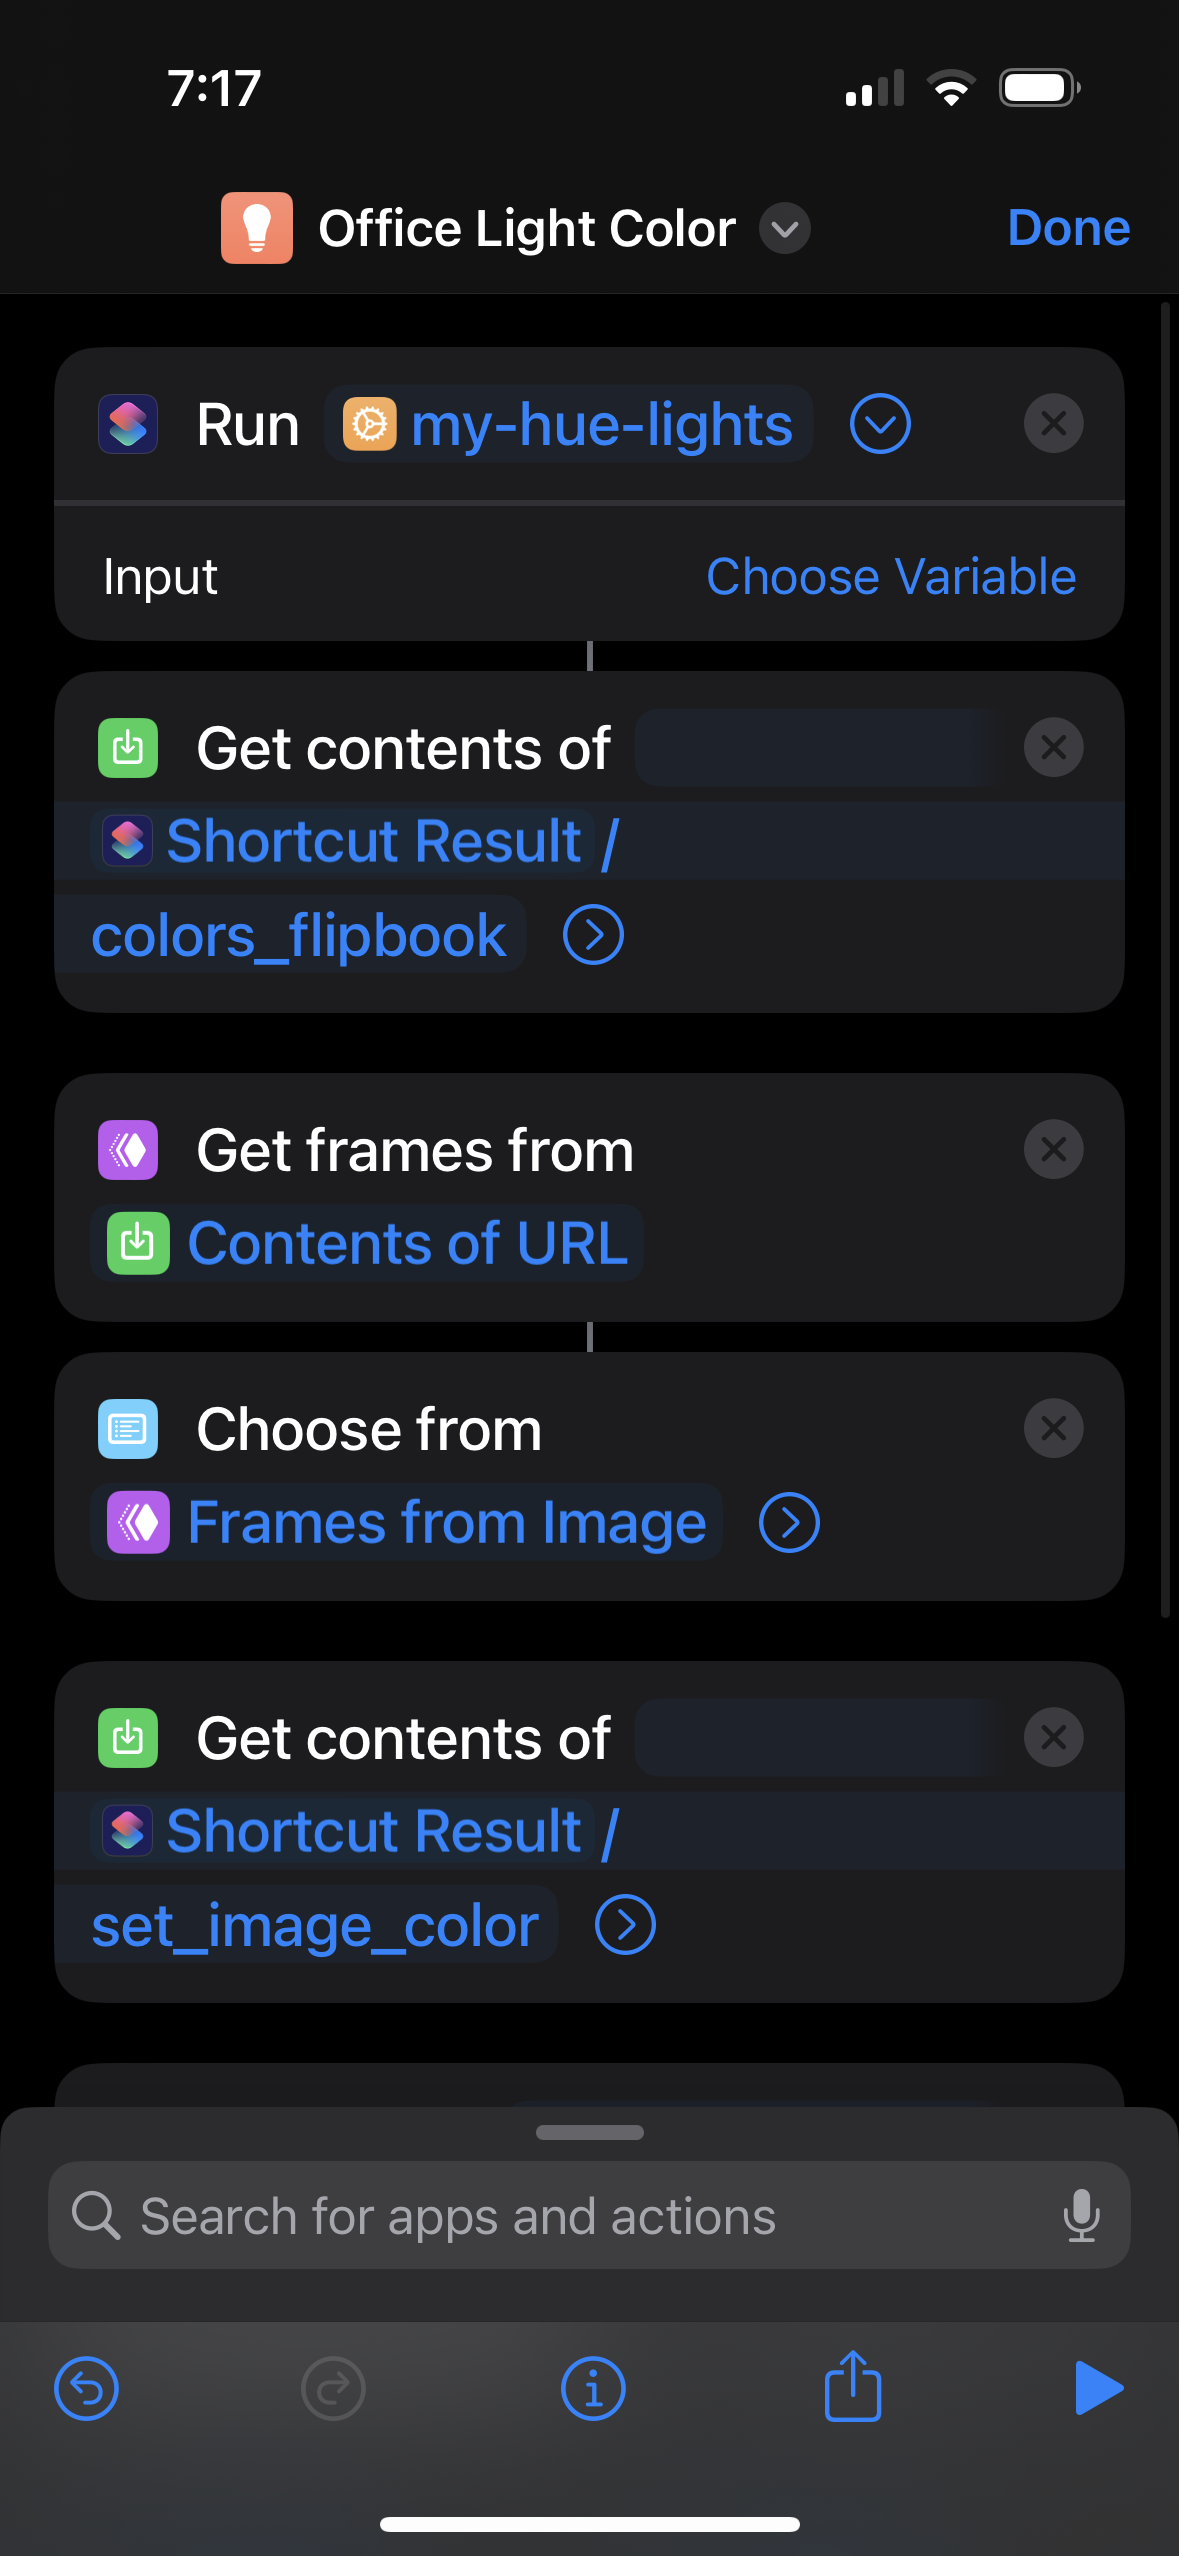 7:17
Office Light Color
Done
Run my-hue-lights
Input Choose Variable
Get contents of
Shortcut Result /
colors_flipbook
Get frames from
Contents of URL
Choose from
Frames from Image
Get contents of
Shortcut Result /
set_image_color
Search for apps and actions